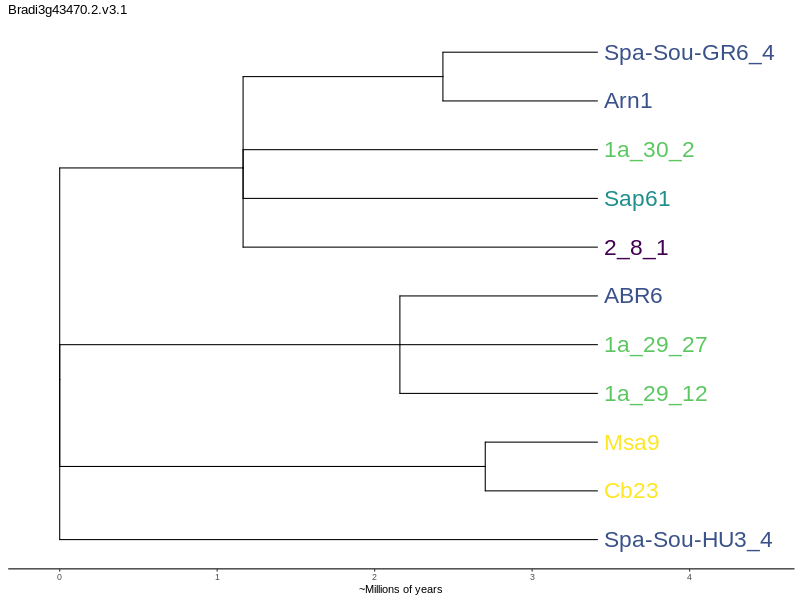 Bradi3g43470.2.v3.1
Spa-Sou-GR6_4
Arn1
1a_30_2
Sap61
2_8_1
ABR6
1a_29_27
1a_29_12
Msa9
Cb23
Spa-Sou-HU3_4
0 1 2 3 4
~Millions of years